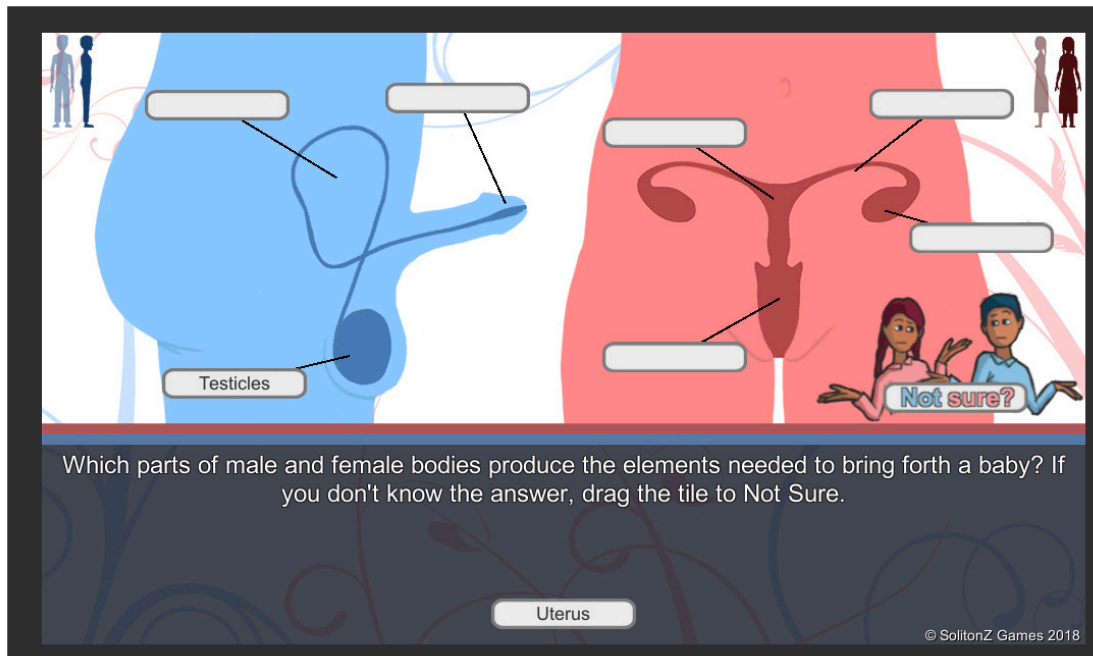 Testicles
Not sure?
Which parts of male and female bodies produce the elements needed to bring forth a baby? If
you don't know the answer, drag the tile to Not Sure.
Uterus
© SolitonZ Games 2018